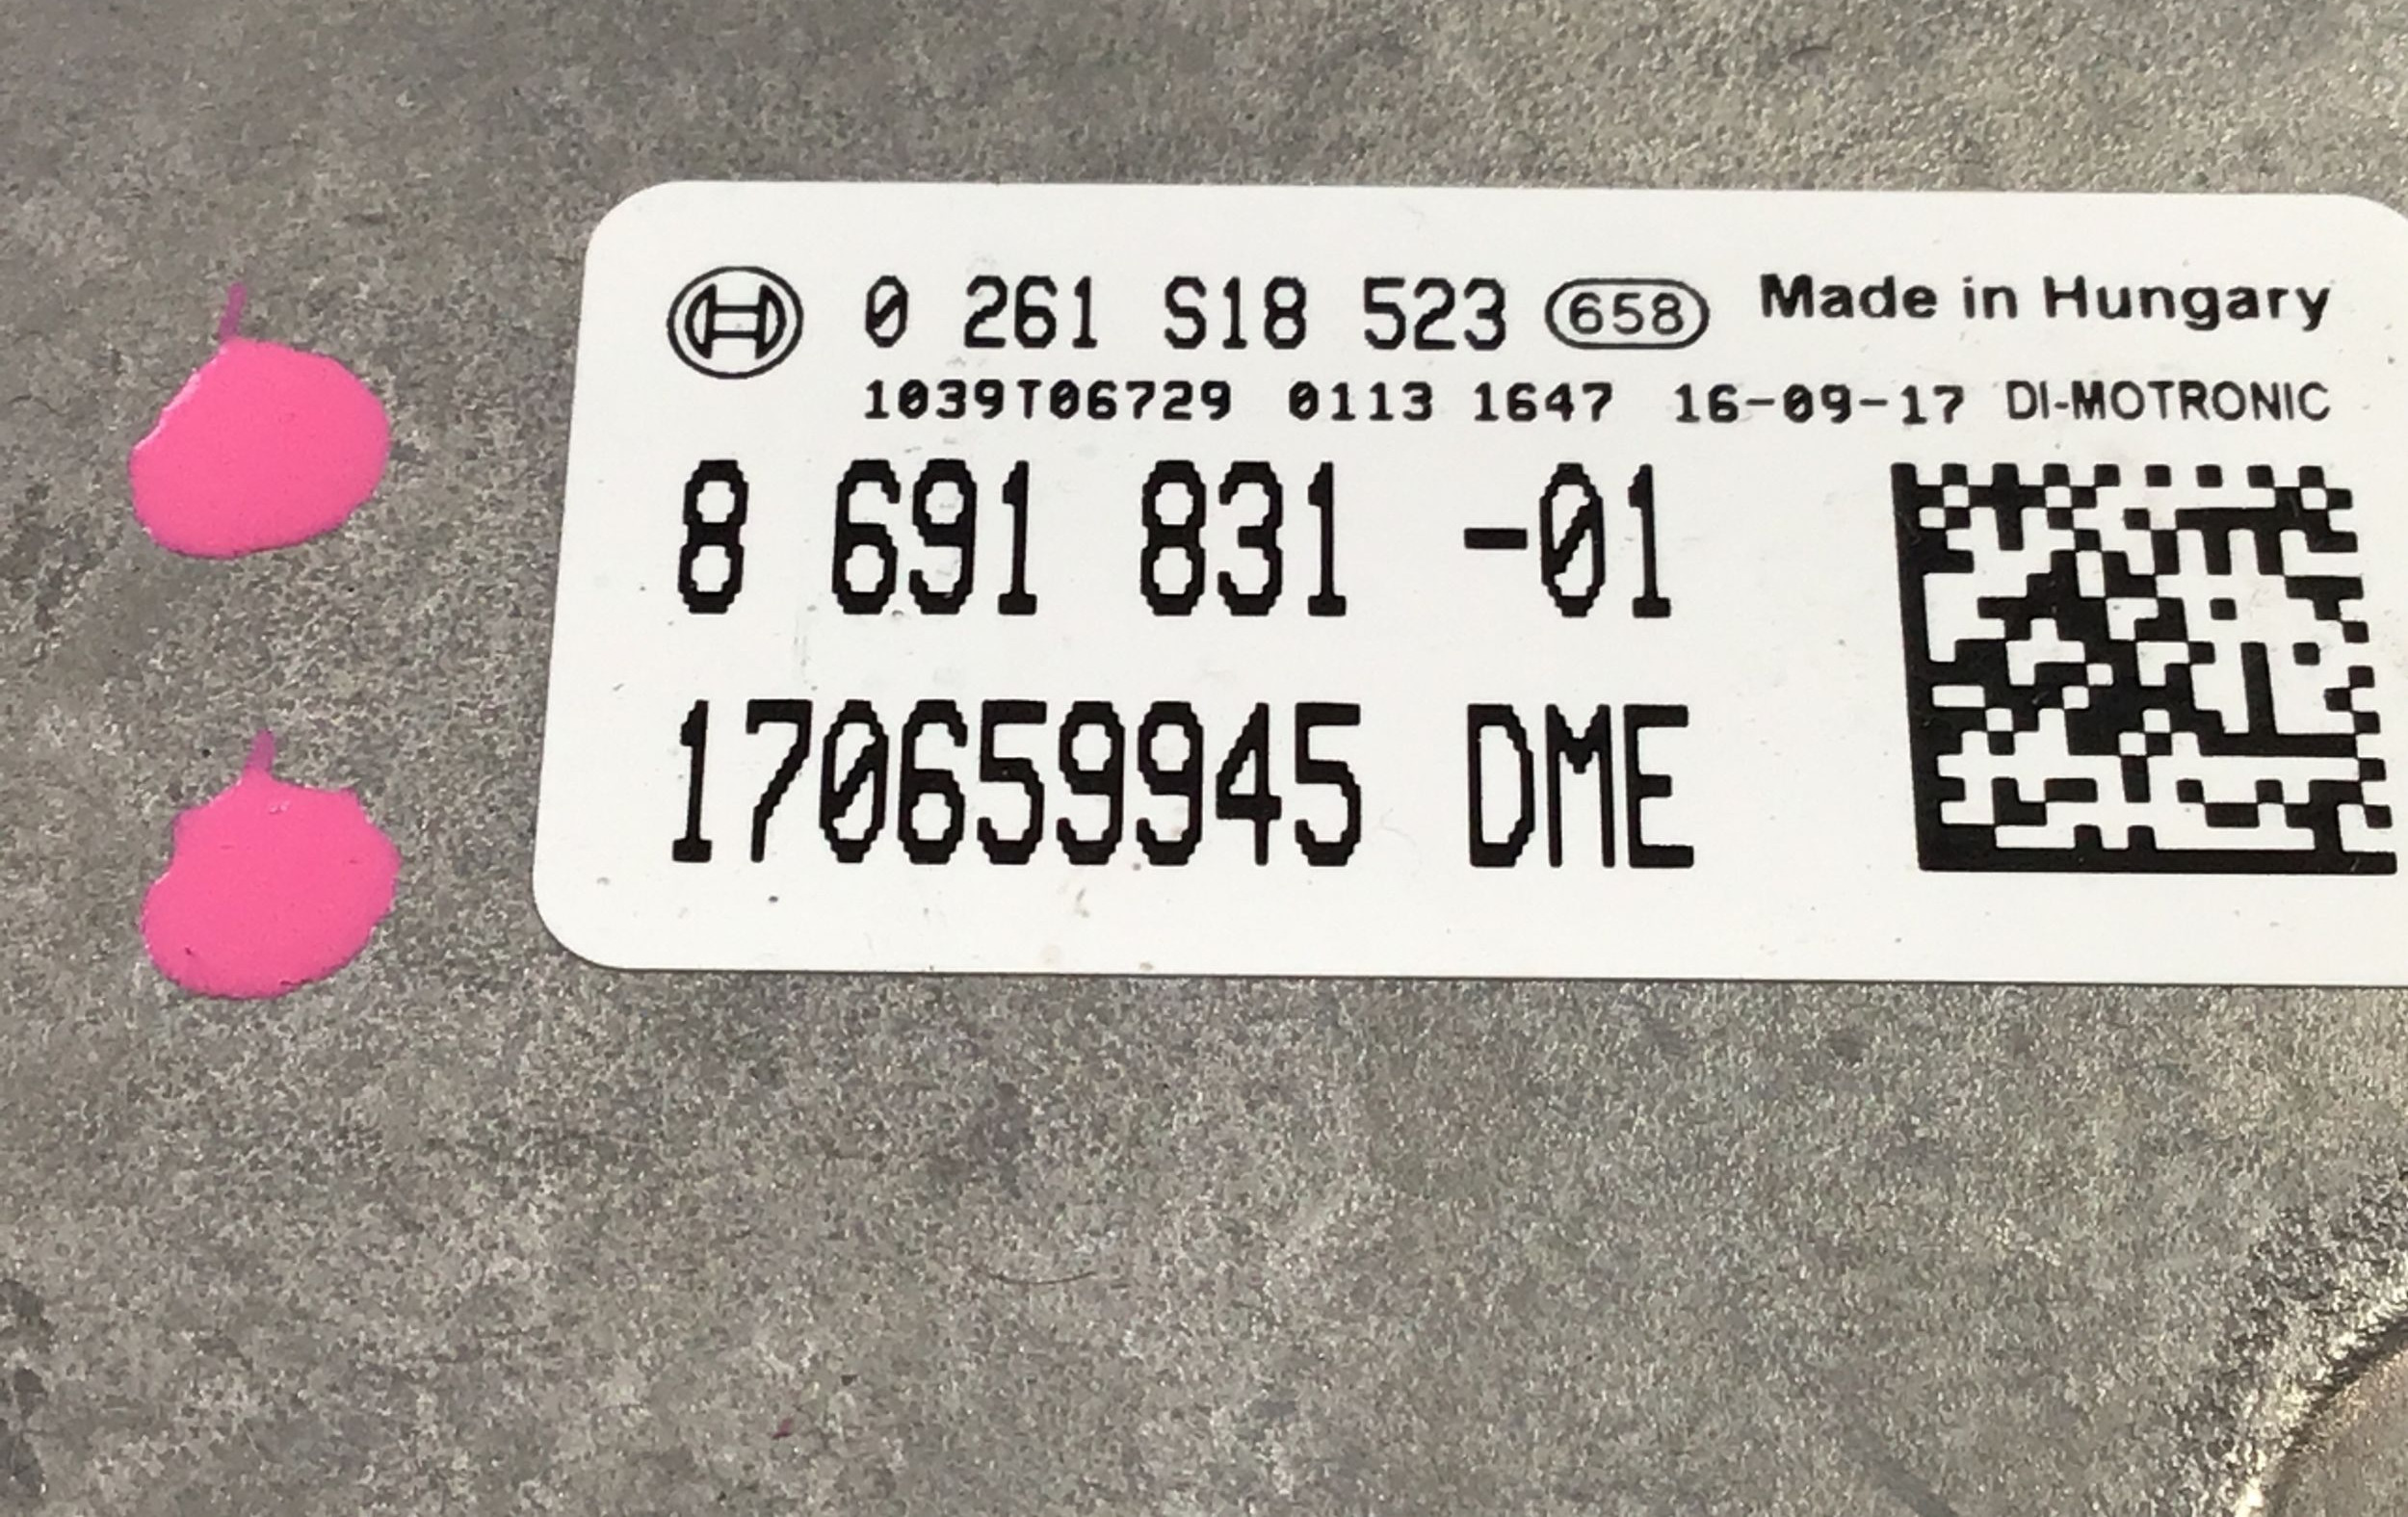 0 261 S18 523 658 Made in Hungary
1039T06729 0113 1647 16-09-17 DI-MOTRONIC
8 691 831 -01
170659945 DME